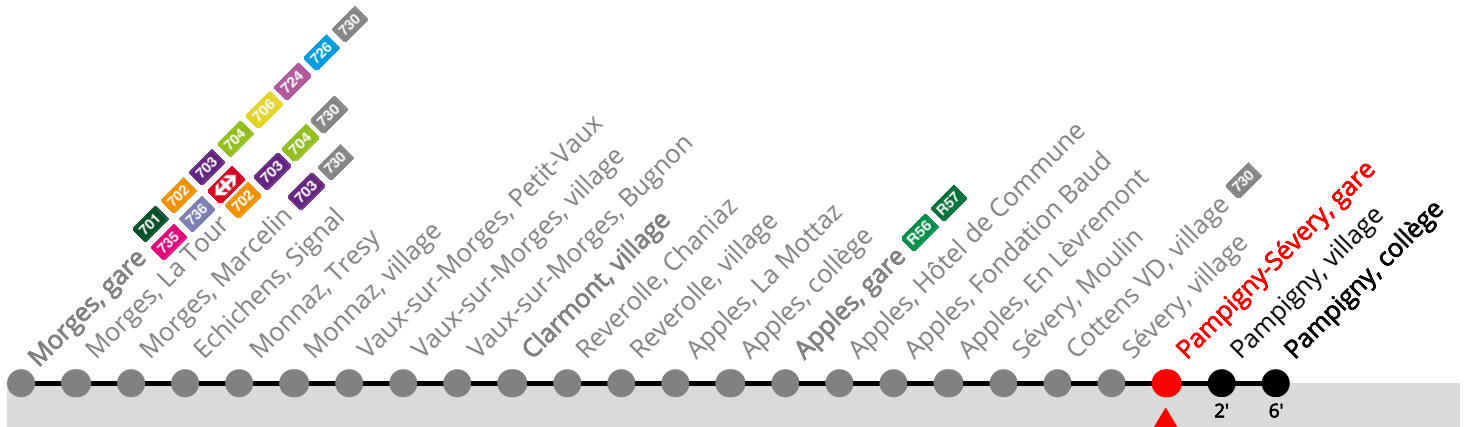 Morges, gare 701 702 703 704 706 724 726 730
735 736
Morges, La Tour 702 703 704 730
Morges, Marcelin 703 730
Echichens, Signal
Monnaz, Tresy
Monnaz, village
Vaux-sur-Morges, Petit-Vaux
Vaux-sur-Morges, village
Vaux-sur-Morges, Bugnon
Clarmont, village
Reverolle, Chaniaz
Reverolle, village
Apples, La Mottaz
Apples, collège
Apples, gare R56 R57
Apples, Hôtel de Commune
Apples, Fondation Baud
Apples, En Lèvremont
Sévery, Moulin
Cottens VD, village 730
Sévery, village
Pampigny-Sévery, gare
Pampigny, village
Pampigny, collège
2' 6'